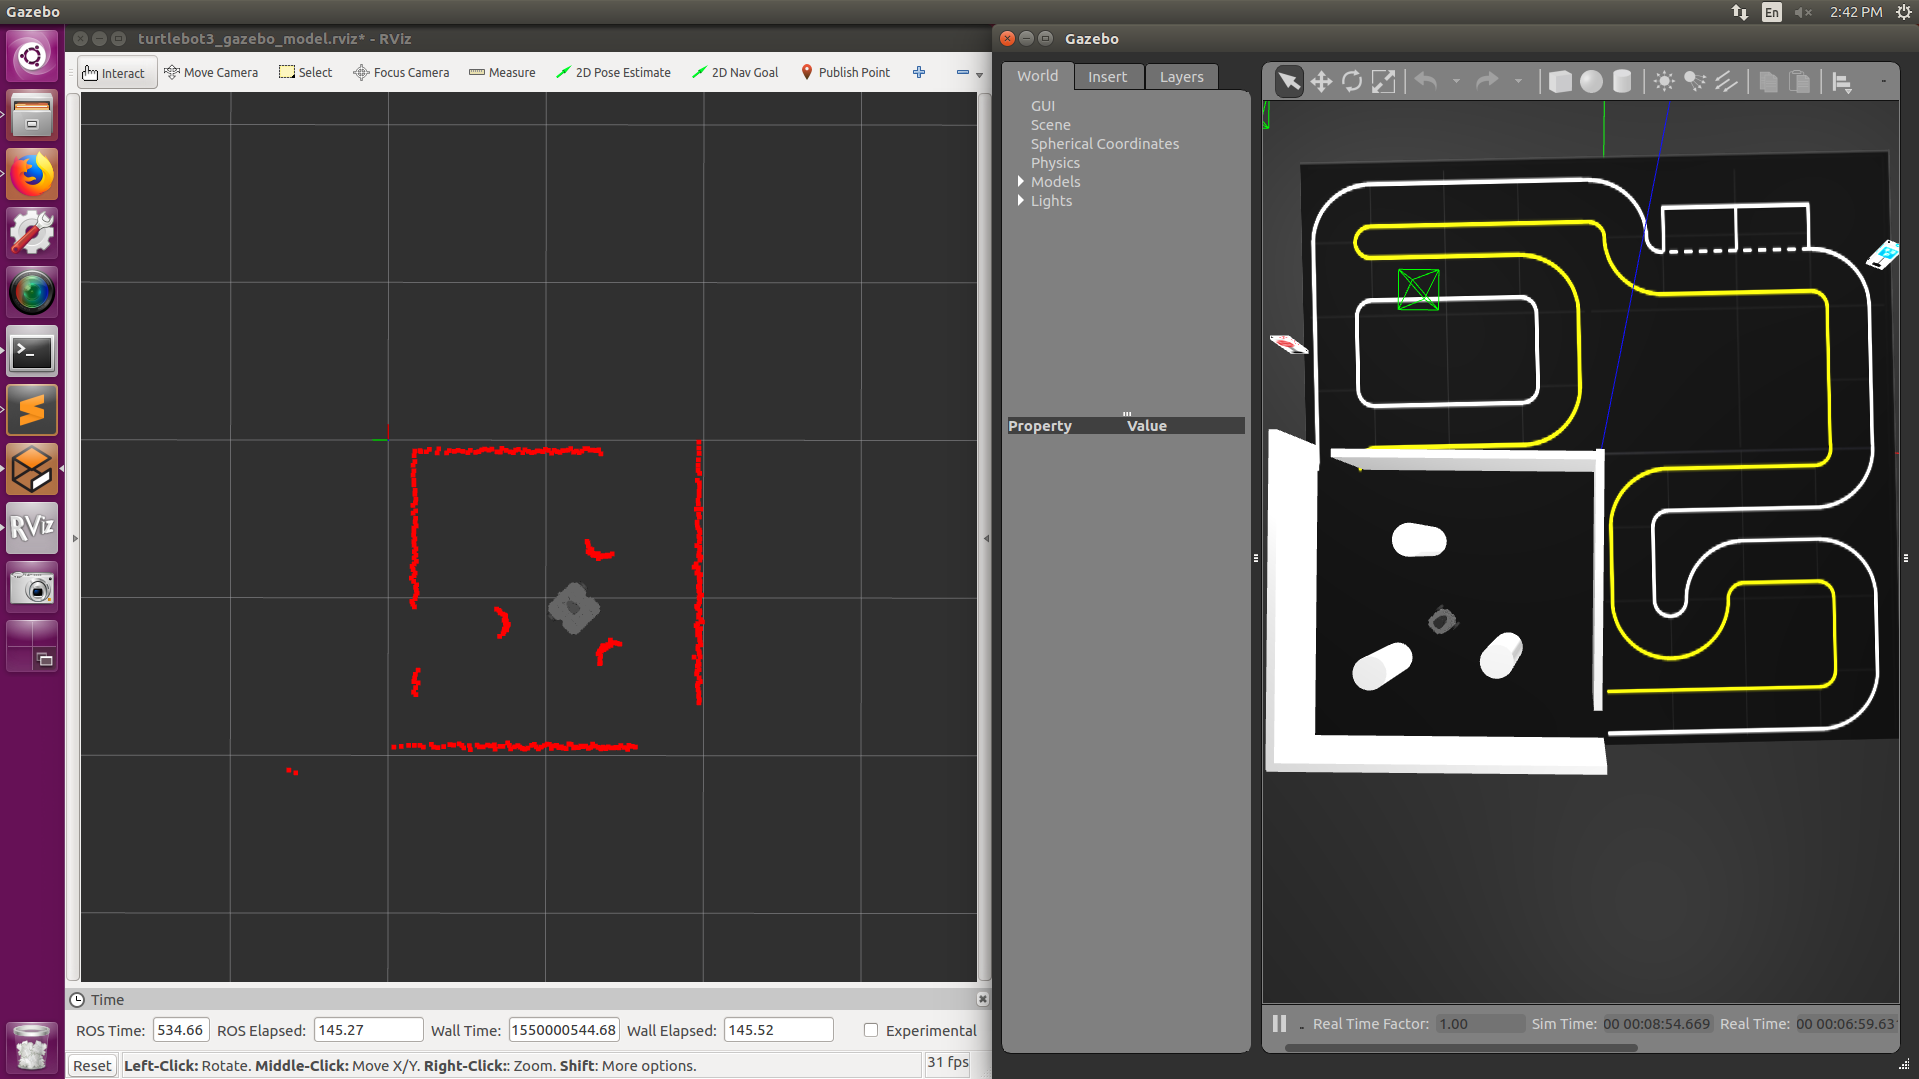 Gazebo
En
2:42 PM
turtlebot3_gazebo_model.rviz* - RViz
Interact
Move Camera
Select
Focus Camera
Measure
2D Pose Estimate
2D Nav Goal
Publish Point
Gazebo
World
Insert
Layers
GUI
Scene
Spherical Coordinates
Physics
Models
Lights
Property
Value
RViz
Time
ROS Time:
534.66
ROS Elapsed:
145.27
Wall Time:
1550000544.68
Wall Elapsed:
145.52
Experimental
Reset
Left-Click: Rotate. Middle-Click: Move X/Y. Right-Click:: Zoom. Shift: More options.
31 fps
Real Time Factor:
1.00
Sim Time:
00 00:08:54.669
Real Time:
00 00:06:59.63